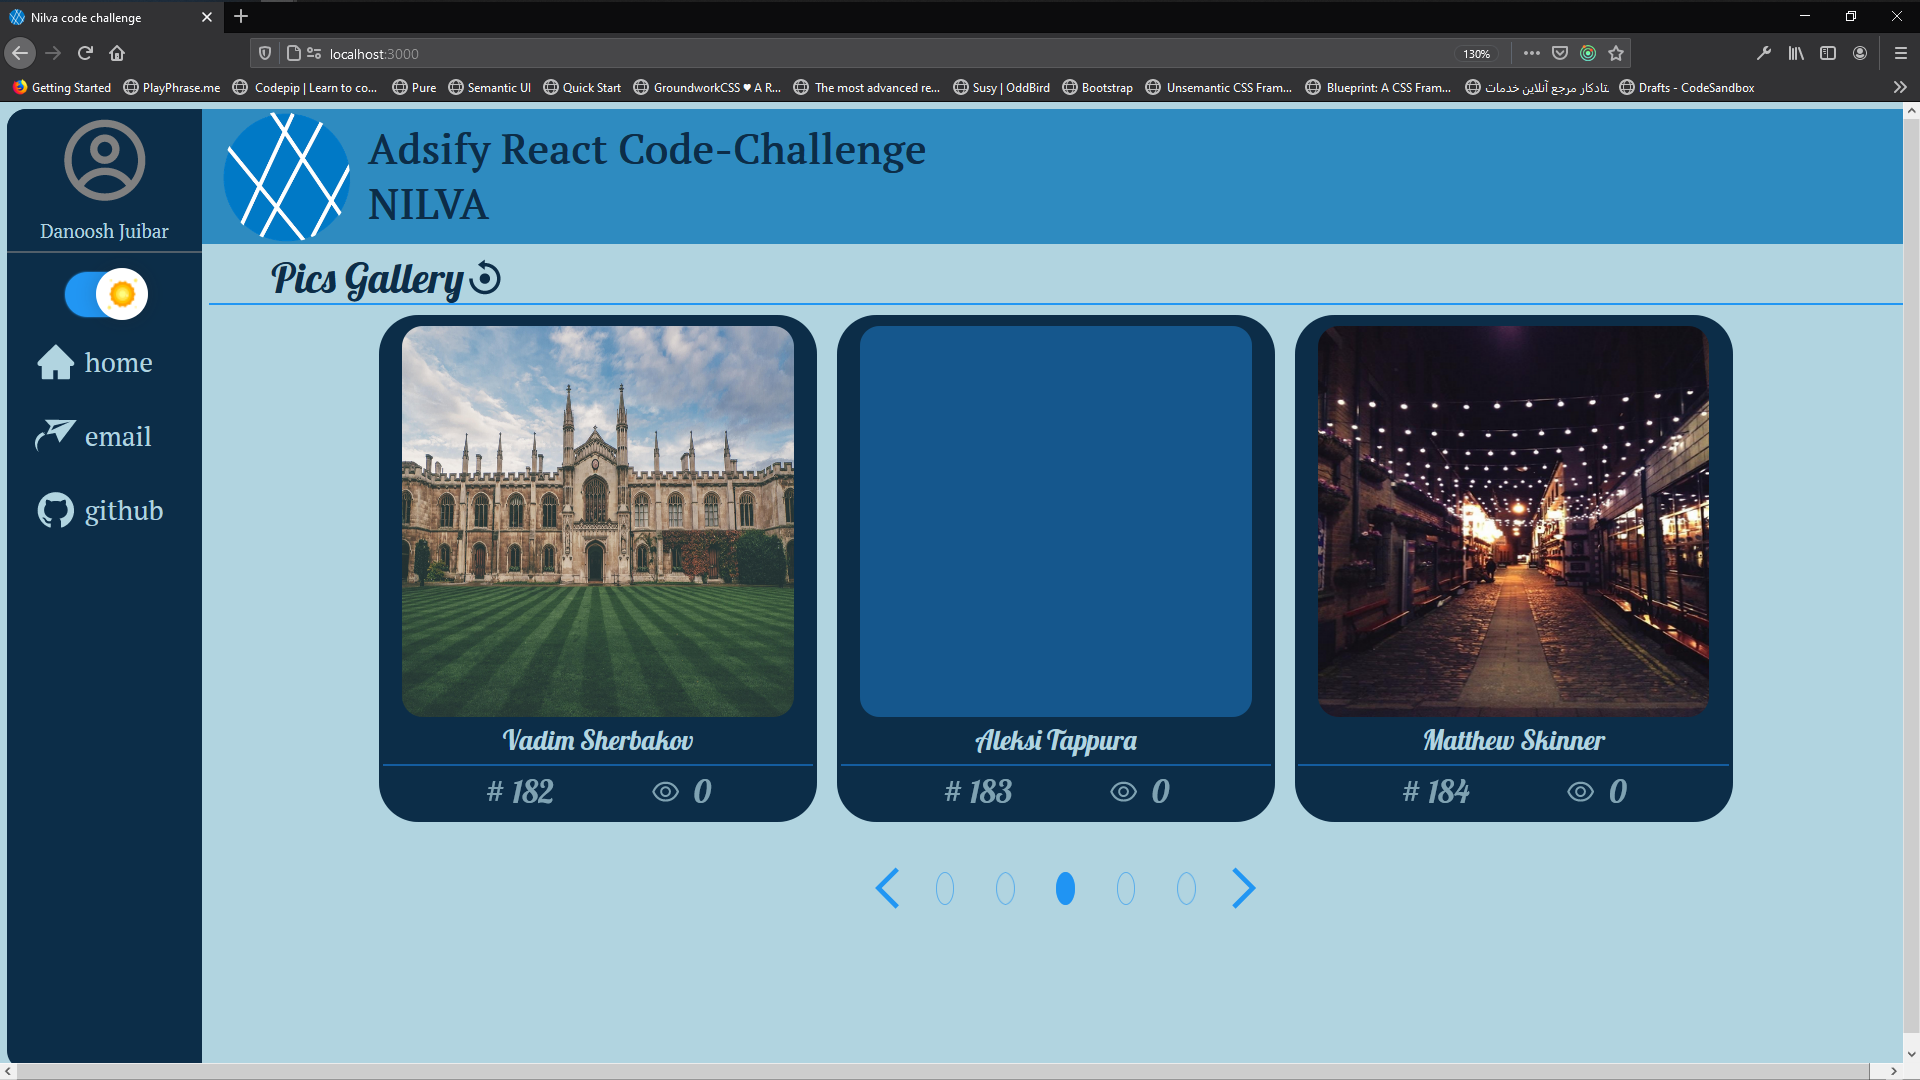 Nilva code challenge
localhost:3000
130%
Getting Started
PlayPhrase.me
Codepip | Learn to co...
Pure
Semantic UI
Quick Start
GroundworkCSS ♥ A R...
The most advanced re...
Susy | OddBird
Bootstrap
Unsemantic CSS Fram...
Blueprint: A CSS Fram...
ستادکار مرجع آنلاین خدمات
Drafts - CodeSandbox
Danoosh Juibar
home
email
github
Adsify React Code-Challenge
NILVA
Pics Gallery
Vadim Sherbakov
# 182
0
Aleksi Tappura
# 183
0
Matthew Skinner
# 184
0